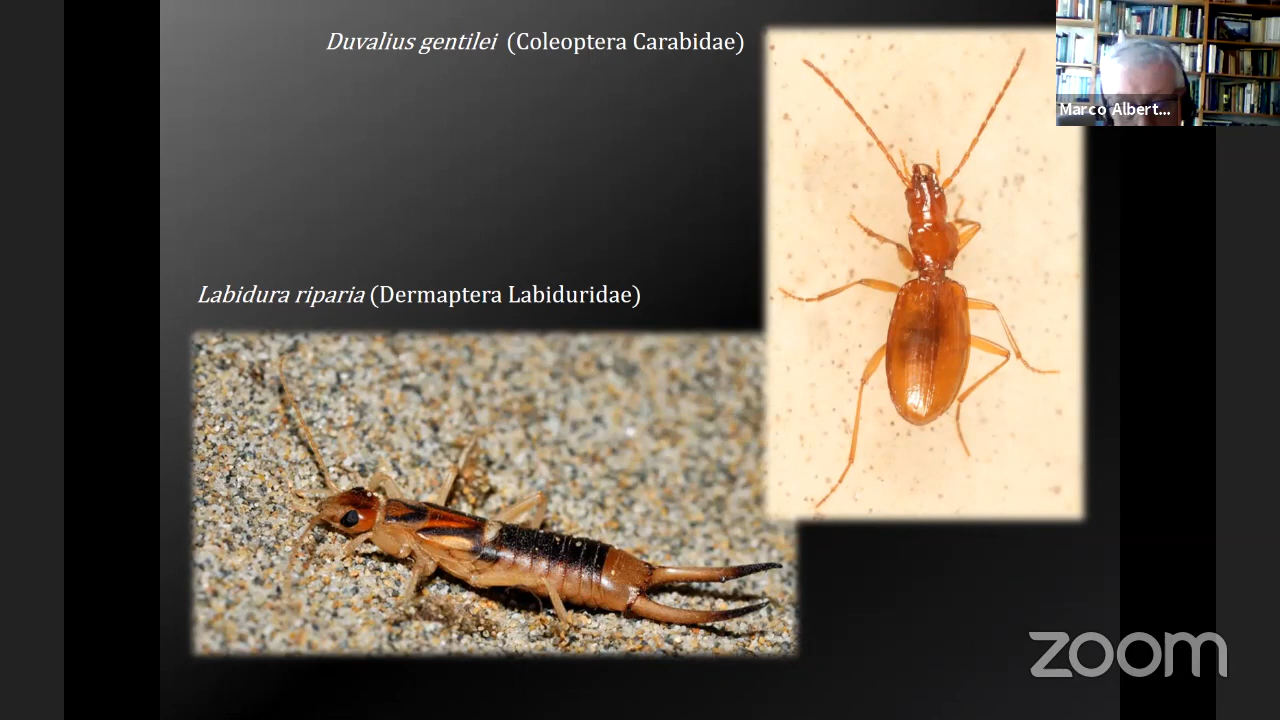 Duvalius gentilei (Coleoptera Carabidae)
Marco Albert...
Labidura riparia (Dermaptera Labiduridae)
zoom